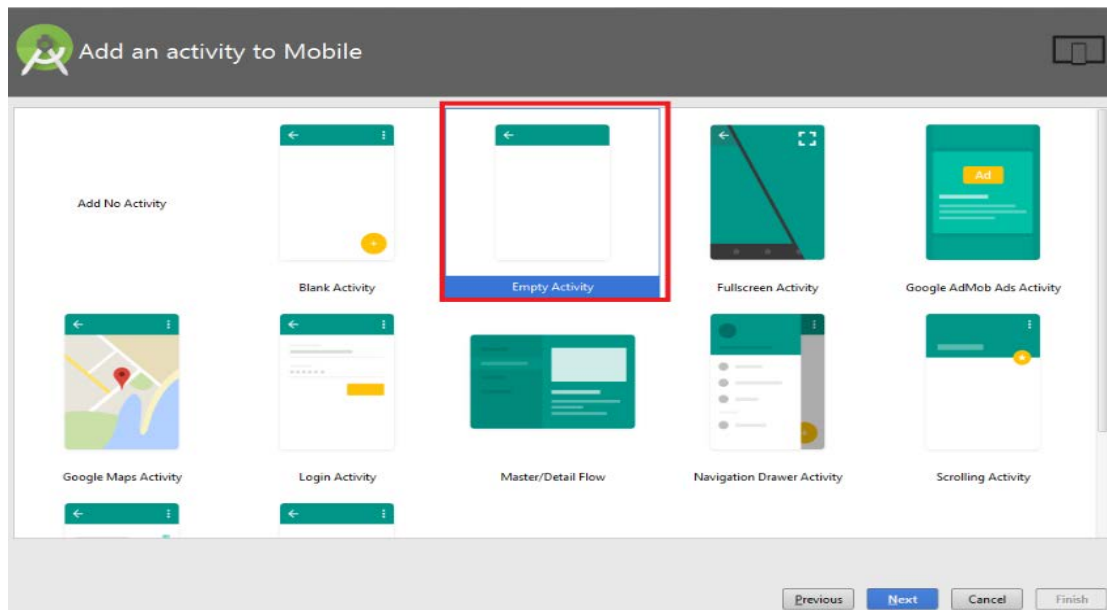 Add an activity to Mobile
Add No Activity
Blank Activity
Empty Activity
Fullscreen Activity
Ad
Google AdMob Ads Activity
Google Maps Activity
Login Activity
Master/Detail Flow
Navigation Drawer Activity
Scrolling Activity
Previous
Next
Cancel
Finish